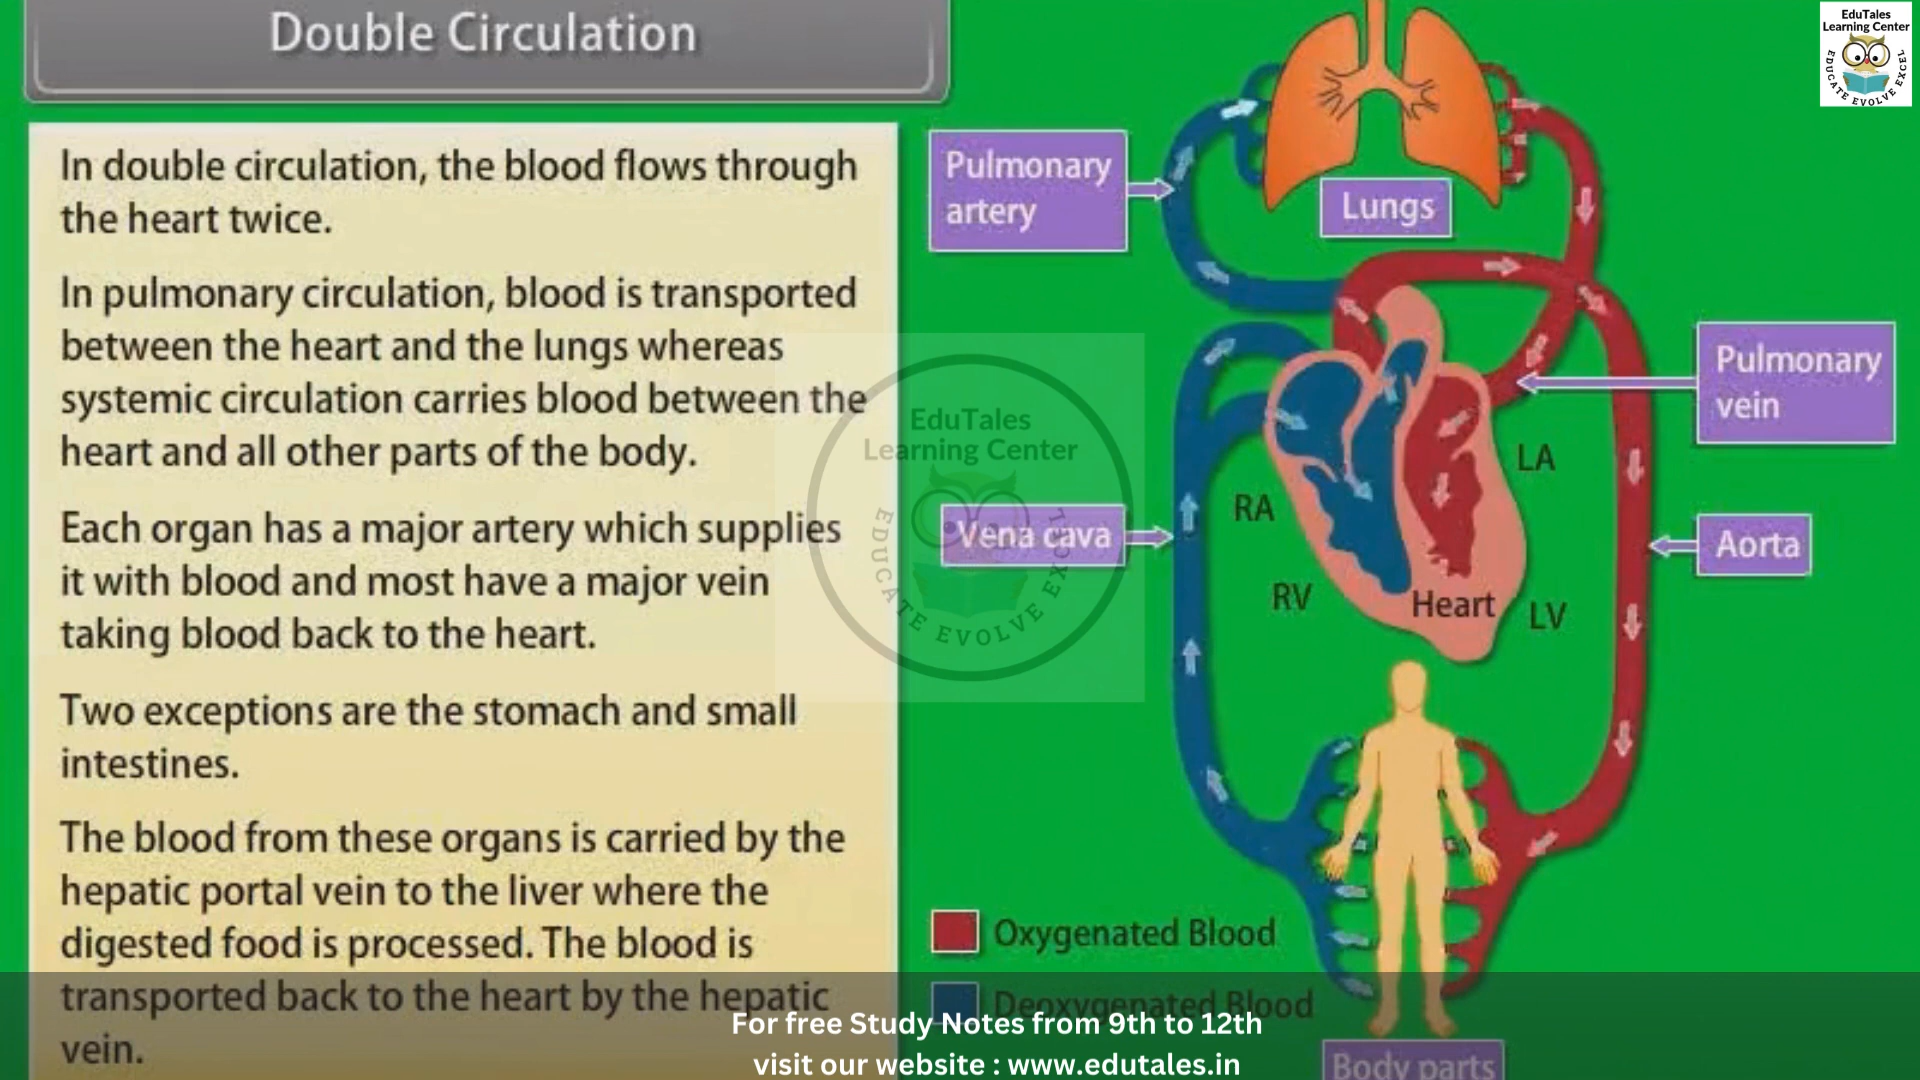 Double Circulation
EduTales
Learning Center
EDUCATE EVOLVE EXCEL
In double circulation, the blood flows through
the heart twice.
In pulmonary circulation, blood is transported
between the heart and the lungs whereas
systemic circulation carries blood between the
heart and all other parts of the body.
Each organ has a major artery which supplies
it with blood and most have a major vein
taking blood back to the heart.
Two exceptions are the stomach and small
intestines.
The blood from these organs is carried by the
hepatic portal vein to the liver where the
digested food is processed. The blood is
transported back to the heart by the hepatic
vein.
Pulmonary
artery
Lungs
Pulmonary
vein
EduTales
Learning Center
EDUCATE EVOLVE EXCEL
LA
RA
Vena cava
Aorta
RV
Heart
LV
Oxygenated Blood
Deoxygenated Blood
Body parts
For free Study Notes from 9th to 12th
visit our website : www.edutales.in